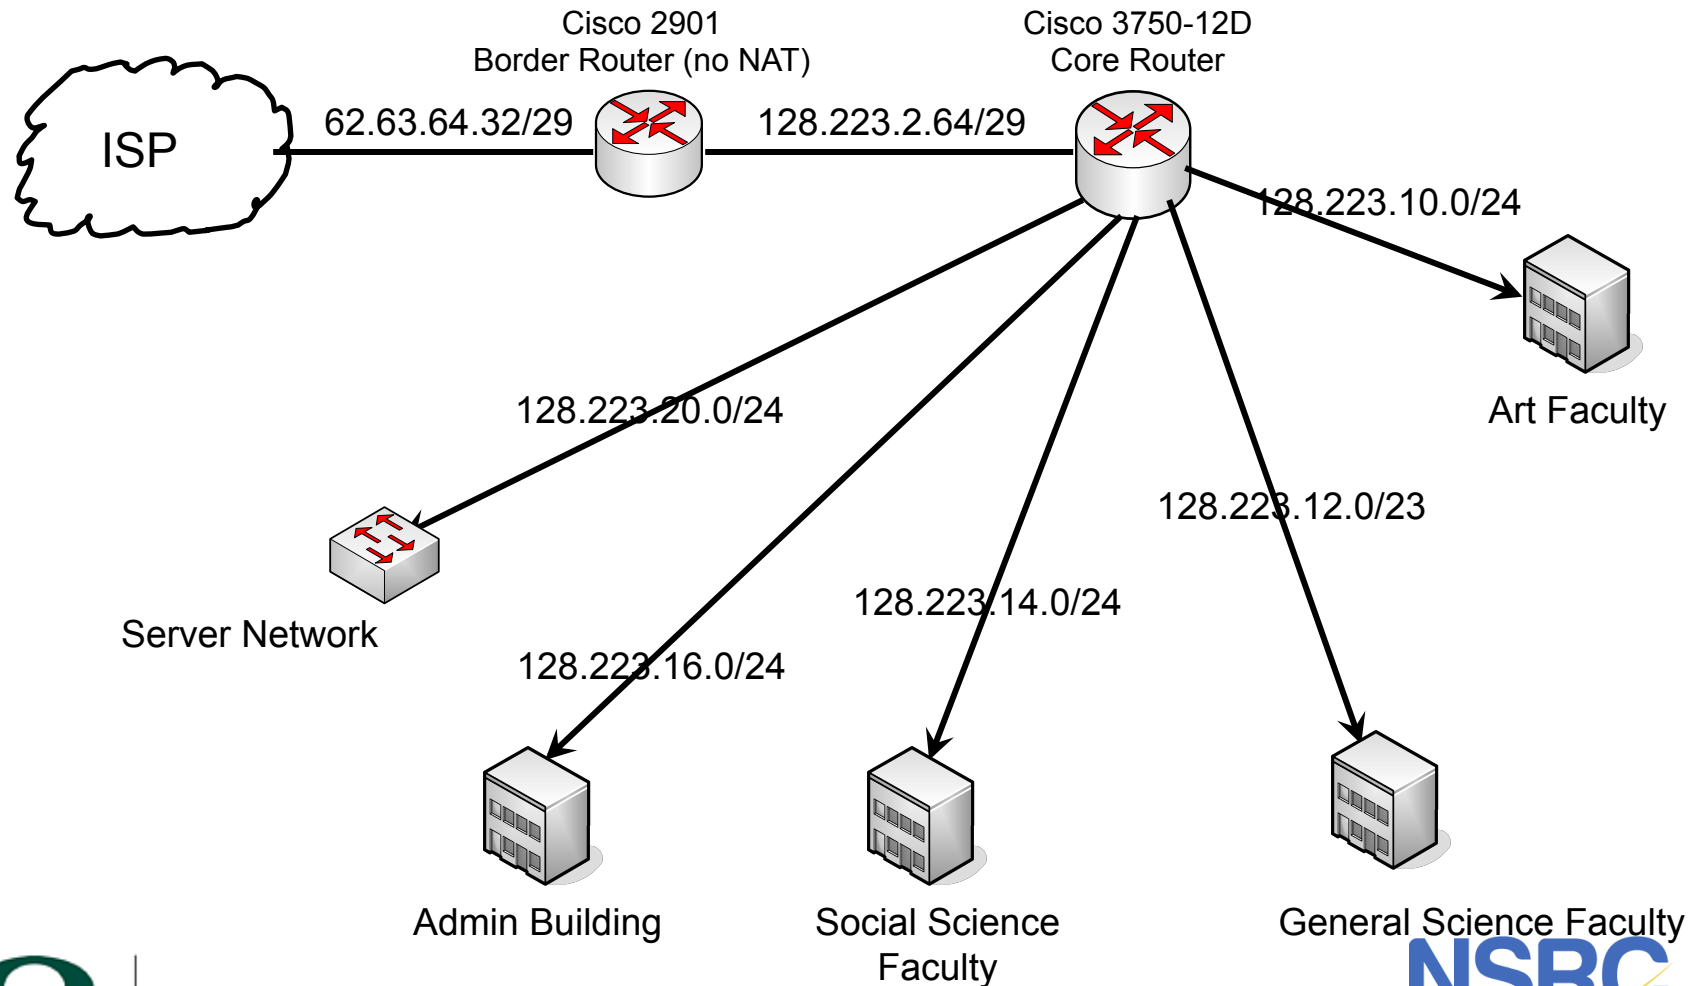 Cisco 2901
Border Router (no NAT)
Cisco 3750-12D
Core Router
ISP
62.63.64.32/29
128.223.2.64/29
128.223.10.0/24
Art Faculty
128.223.20.0/24
128.223.12.0/23
128.223.14.0/24
Server Network
128.223.16.0/24
Admin Building
Social Science
Faculty
General Science Faculty
NSRC